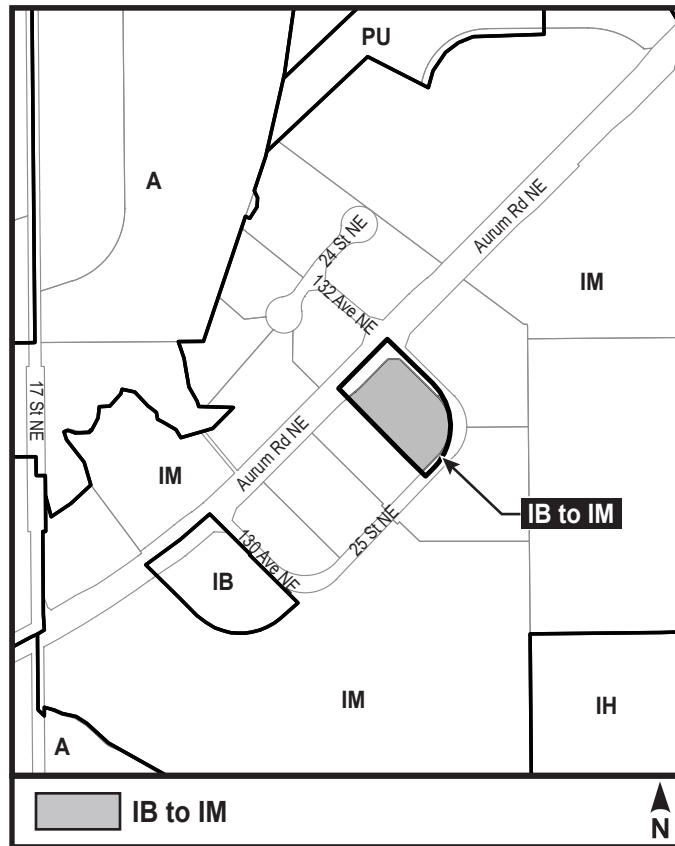 PU
A
Aurum Rd NE
24 St NE
IM
132 Ave NE
17 St NE
Aurum Rd NE
IM
IB to IM
25 St NE
130 Ave NE
IB
IM
IH
A
IB to IM
N